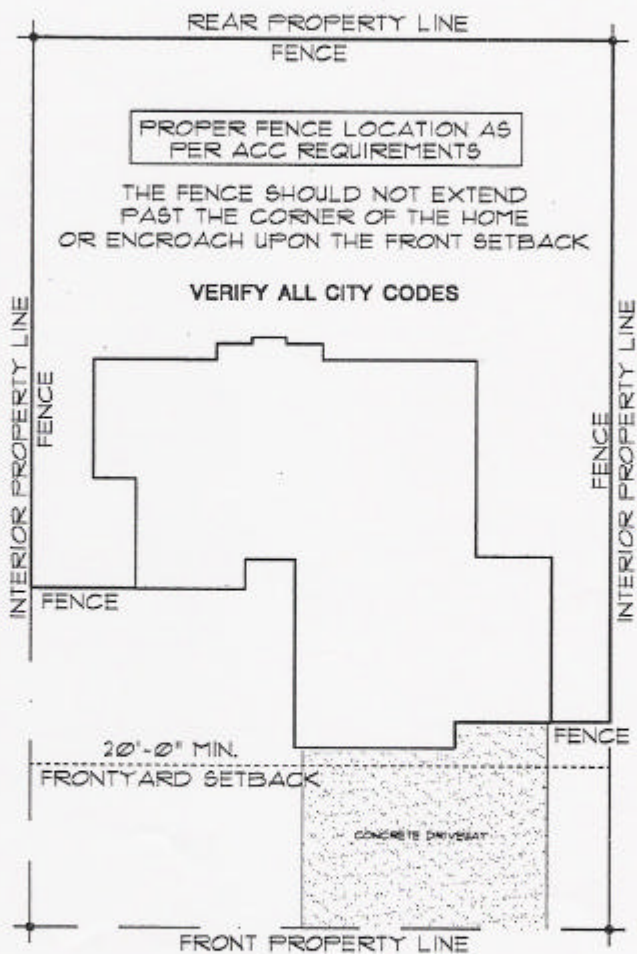 REAR PROPERTY LINE
FENCE
PROPER FENCE LOCATION AS
PER ACC REQUIREMENTS
THE FENCE SHOULD NOT EXTEND
PAST THE CORNER OF THE HOME
OR ENCROACH UPON THE FRONT SETBACK
VERIFY ALL CITY CODES
INTERIOR PROPERTY LINE
FENCE
FENCE
INTERIOR PROPERTY LINE
FENCE
FENCE
20'-0" MIN.
FRONTYARD SETBACK
CONCRETE DRIVEWAY
FRONT PROPERTY LINE